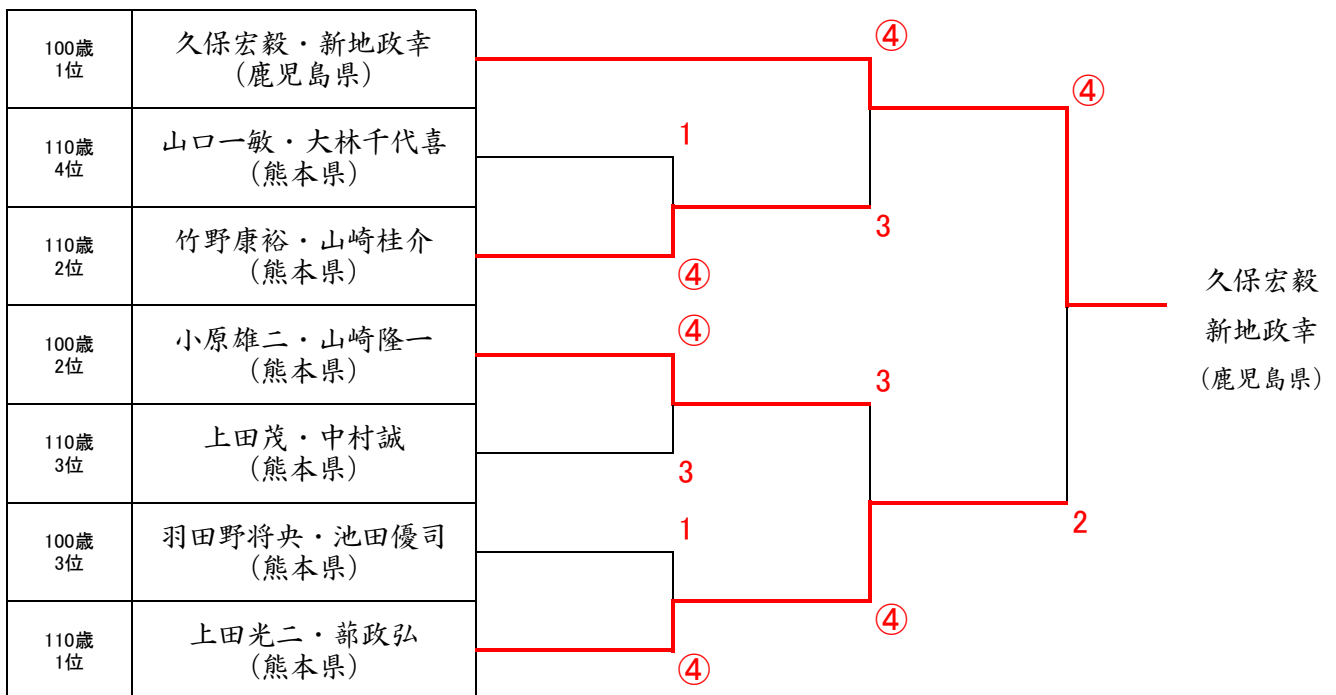 100歳
1位
久保宏毅・新地政幸
(鹿児島県)
110歳
4位
山口一敏・大林千代喜
(熊本県)
110歳
2位
竹野康裕・山崎桂介
(熊本県)
100歳
2位
小原雄二・山崎隆一
(熊本県)
110歳
3位
上田茂・中村誠
(熊本県)
100歳
3位
羽田野将央・池田優司
(熊本県)
110歳
1位
上田光二・蔀政弘
(熊本県)
1
④
④
3
1
④
④
3
3
④
④
2
久保宏毅
新地政幸
(鹿児島県)